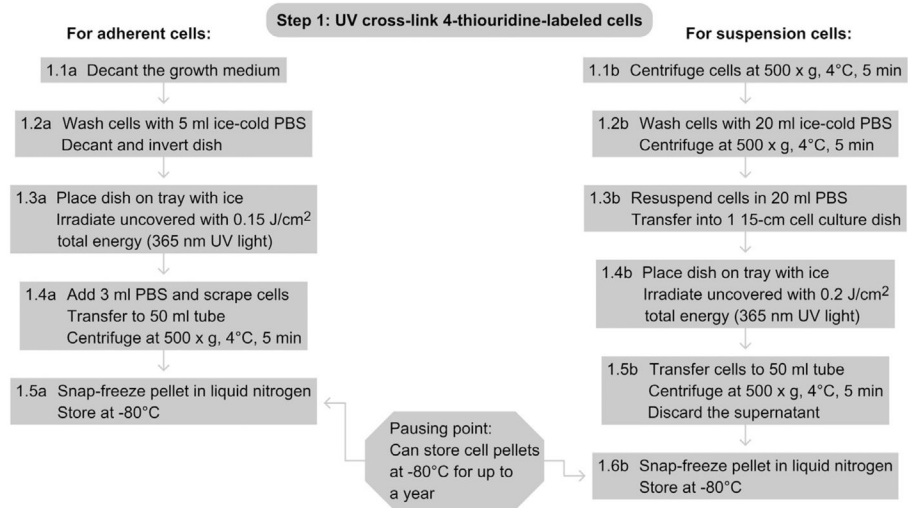 Step 1: UV cross-link 4-thiouridine-labeled cells
For adherent cells:
1.1a Decant the growth medium
1.2a Wash cells with 5 ml ice-cold PBS
Decant and invert dish
1.3a Place dish on tray with ice
Irradiate uncovered with 0.15 J/cm²
total energy (365 nm UV light)
1.4a Add 3 ml PBS and scrape cells
Transfer to 50 ml tube
Centrifuge at 500 x g, 4°C, 5 min
1.5a Snap-freeze pellet in liquid nitrogen
Store at -80°C
For suspension cells:
1.1b Centrifuge cells at 500 x g, 4°C, 5 min
1.2b Wash cells with 20 ml ice-cold PBS
Centrifuge at 500 x g, 4°C, 5 min
1.3b Resuspend cells in 20 ml PBS
Transfer into 1 15-cm cell culture dish
1.4b Place dish on tray with ice
Irradiate uncovered with 0.2 J/cm²
total energy (365 nm UV light)
1.5b Transfer cells to 50 ml tube
Centrifuge at 500 x g, 4°C, 5 min
Discard the supernatant
1.6b Snap-freeze pellet in liquid nitrogen
Store at -80°C
Pausing point:
Can store cell pellets
at -80°C for up to
a year